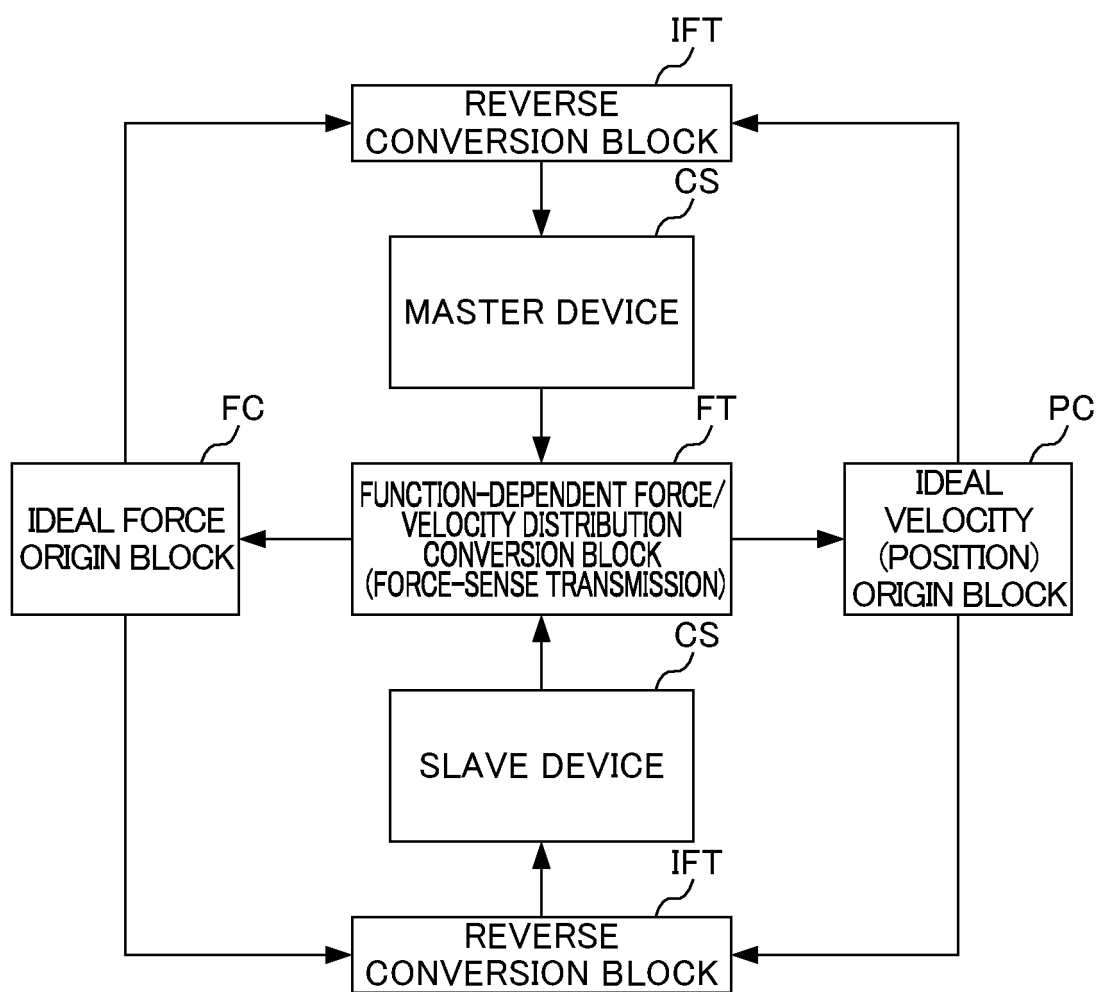 IFT
REVERSE
CONVERSION BLOCK
CS
MASTER DEVICE
FC
FT
PC
IDEAL FORCE
ORIGIN BLOCK
FUNCTION-DEPENDENT FORCE/
VELOCITY DISTRIBUTION
CONVERSION BLOCK
(FORCE-SENSE TRANSMISSION)
IDEAL
VELOCITY
(POSITION)
ORIGIN BLOCK
CS
SLAVE DEVICE
IFT
REVERSE
CONVERSION BLOCK